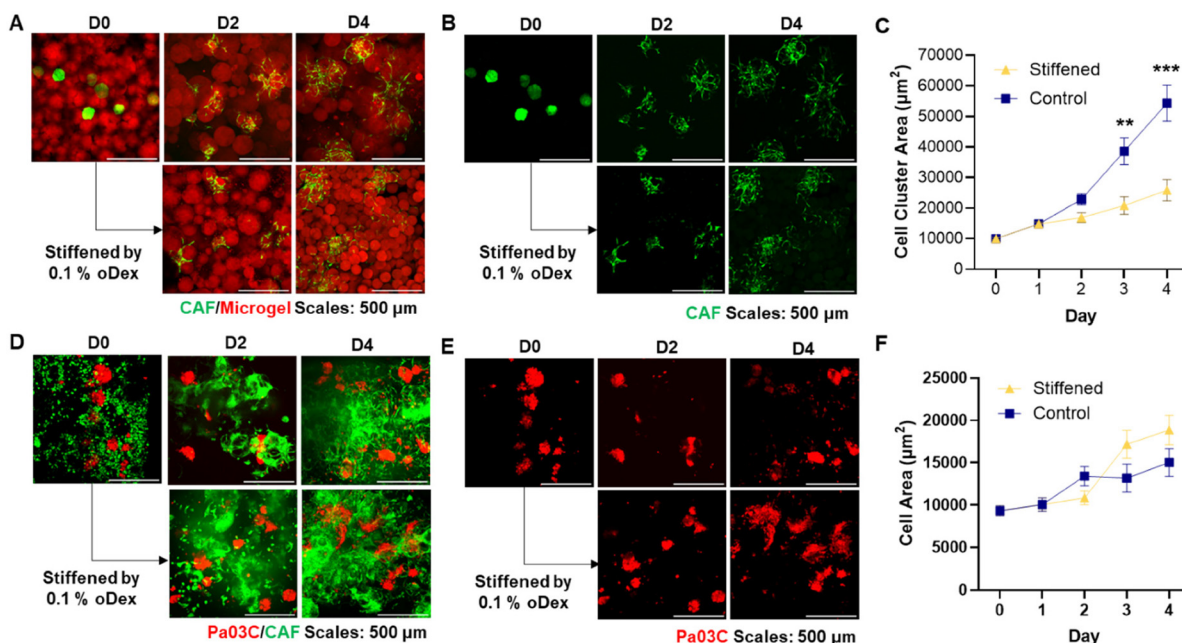 A
D0
D2
D4
Stiffened by
0.1 % oDex
CAF/Microgel Scales: 500 µm
B
D0
D2
D4
Stiffened by
0.1 % oDex
CAF Scales: 500 µm
C
Cell Cluster Area (µm²)
70000
60000
50000
40000
30000
20000
10000
0
Stiffened
Control
**
***
0 1 2 3 4
Day
D
D0
D2
D4
Stiffened by
0.1 % oDex
Pa03C/CAF Scales: 500 µm
E
D0
D2
D4
Stiffened by
0.1 % oDex
Pa03C Scales: 500 µm
F
Cell Area (µm²)
25000
20000
15000
10000
5000
0
Stiffened
Control
0 1 2 3 4
Day